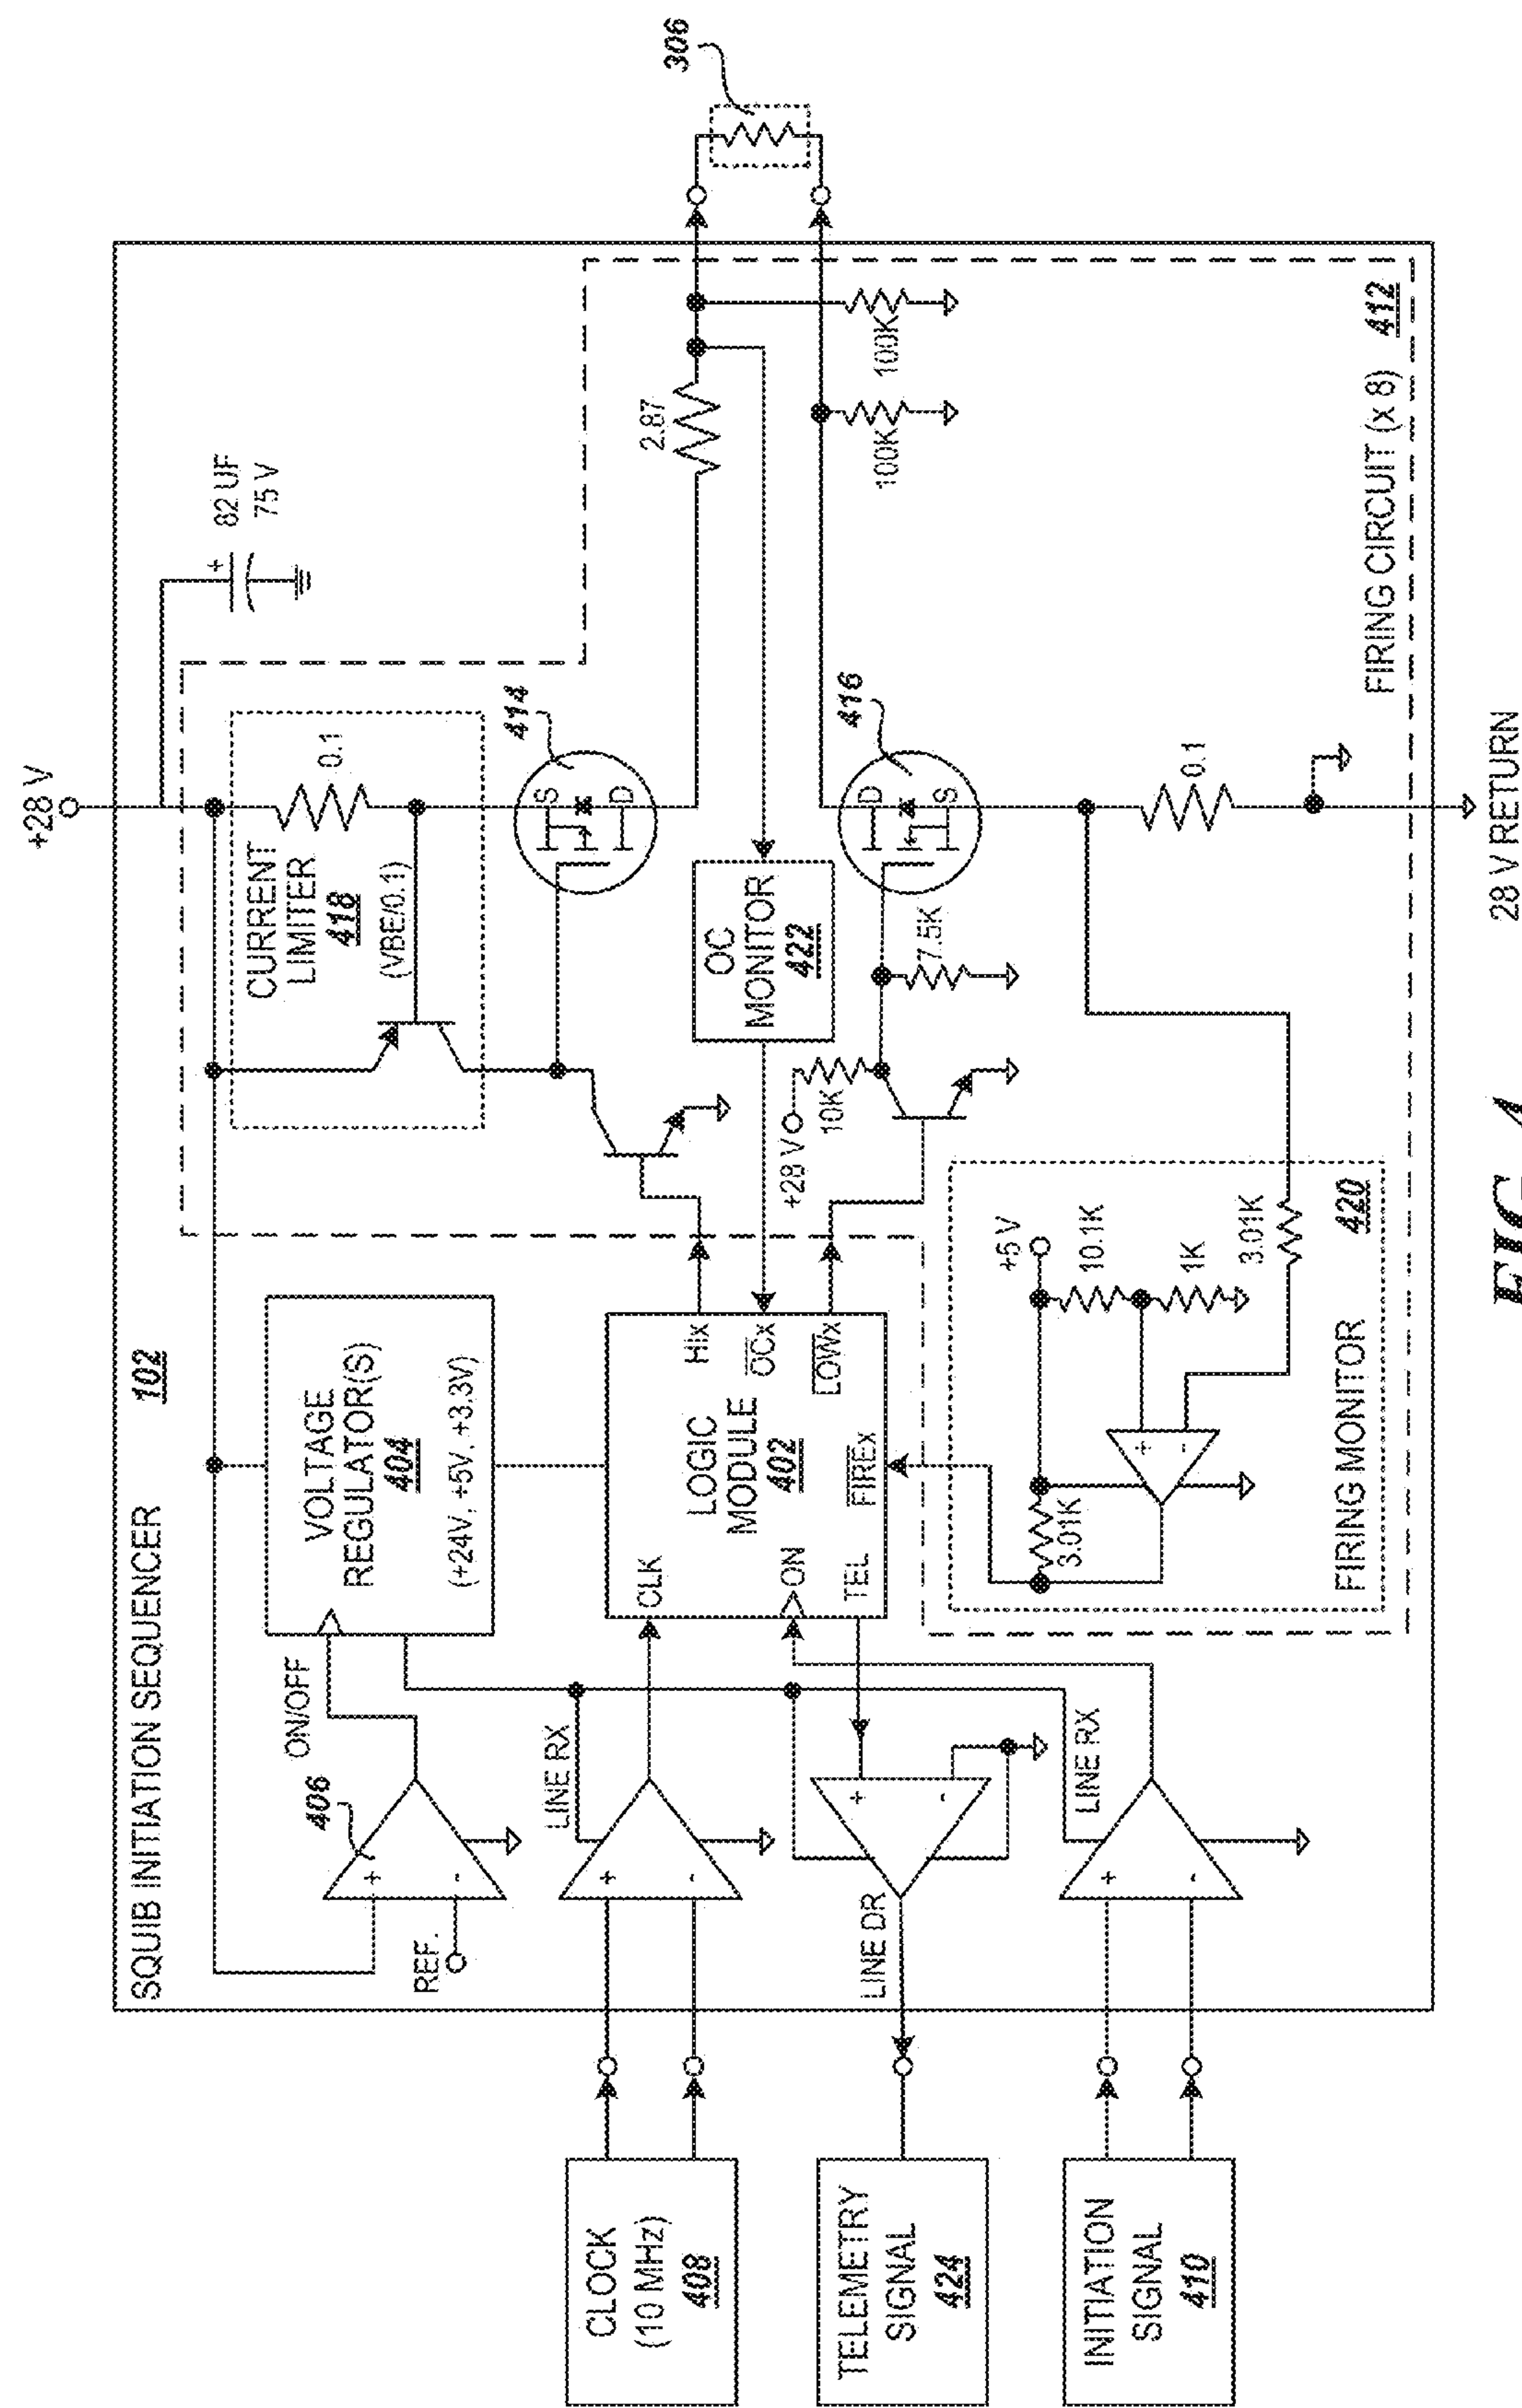 SQUIB INITIATION SEQUENCER 102
+28 V
82 UF
75 V
306
CURRENT
LIMITER
418
(VBE/0.1)
0.1
414
S
D
2.87
100K
100K
VOLTAGE
REGULATOR(S)
404
(+24V, +5V, +3.3V)
ON/OFF
406
+
-
REF.
CLOCK
(10 MHz)
408
LINE RX
+
-
CLK
LOGIC
MODULE
402
HIx
OCx
LOWx
ON
TEL
FIREx
OC
MONITOR
422
416
D
S
+28 V
10K
7.5K
0.1
TELEMETRY
SIGNAL
424
LINE DR
+
-
INITIATION
SIGNAL
410
LINE RX
+
-
+5 V
10.1K
1K
3.01K
3.01K
+
-
FIRING MONITOR 420
FIRING CIRCUIT (x 8) 412
28 V RETURN
FIG. 4